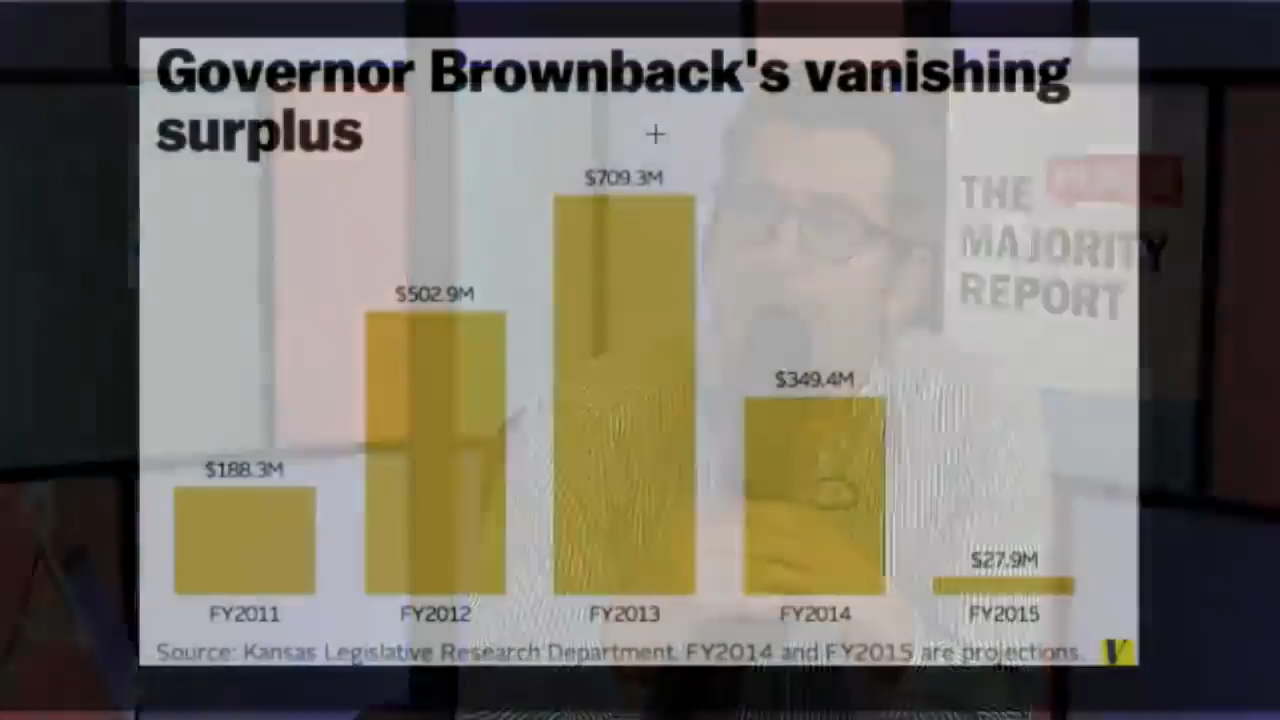 Governor Brownback's vanishing
surplus
$709.3M
THE
MAJORITY
REPORT
$502.9M
$349.4M
$188.3M
$27.9M
FY2011 FY2012 FY2013 FY2014 FY2015
Source: Kansas Legislative Research Department. FY2014 and FY2015 are projections.
V